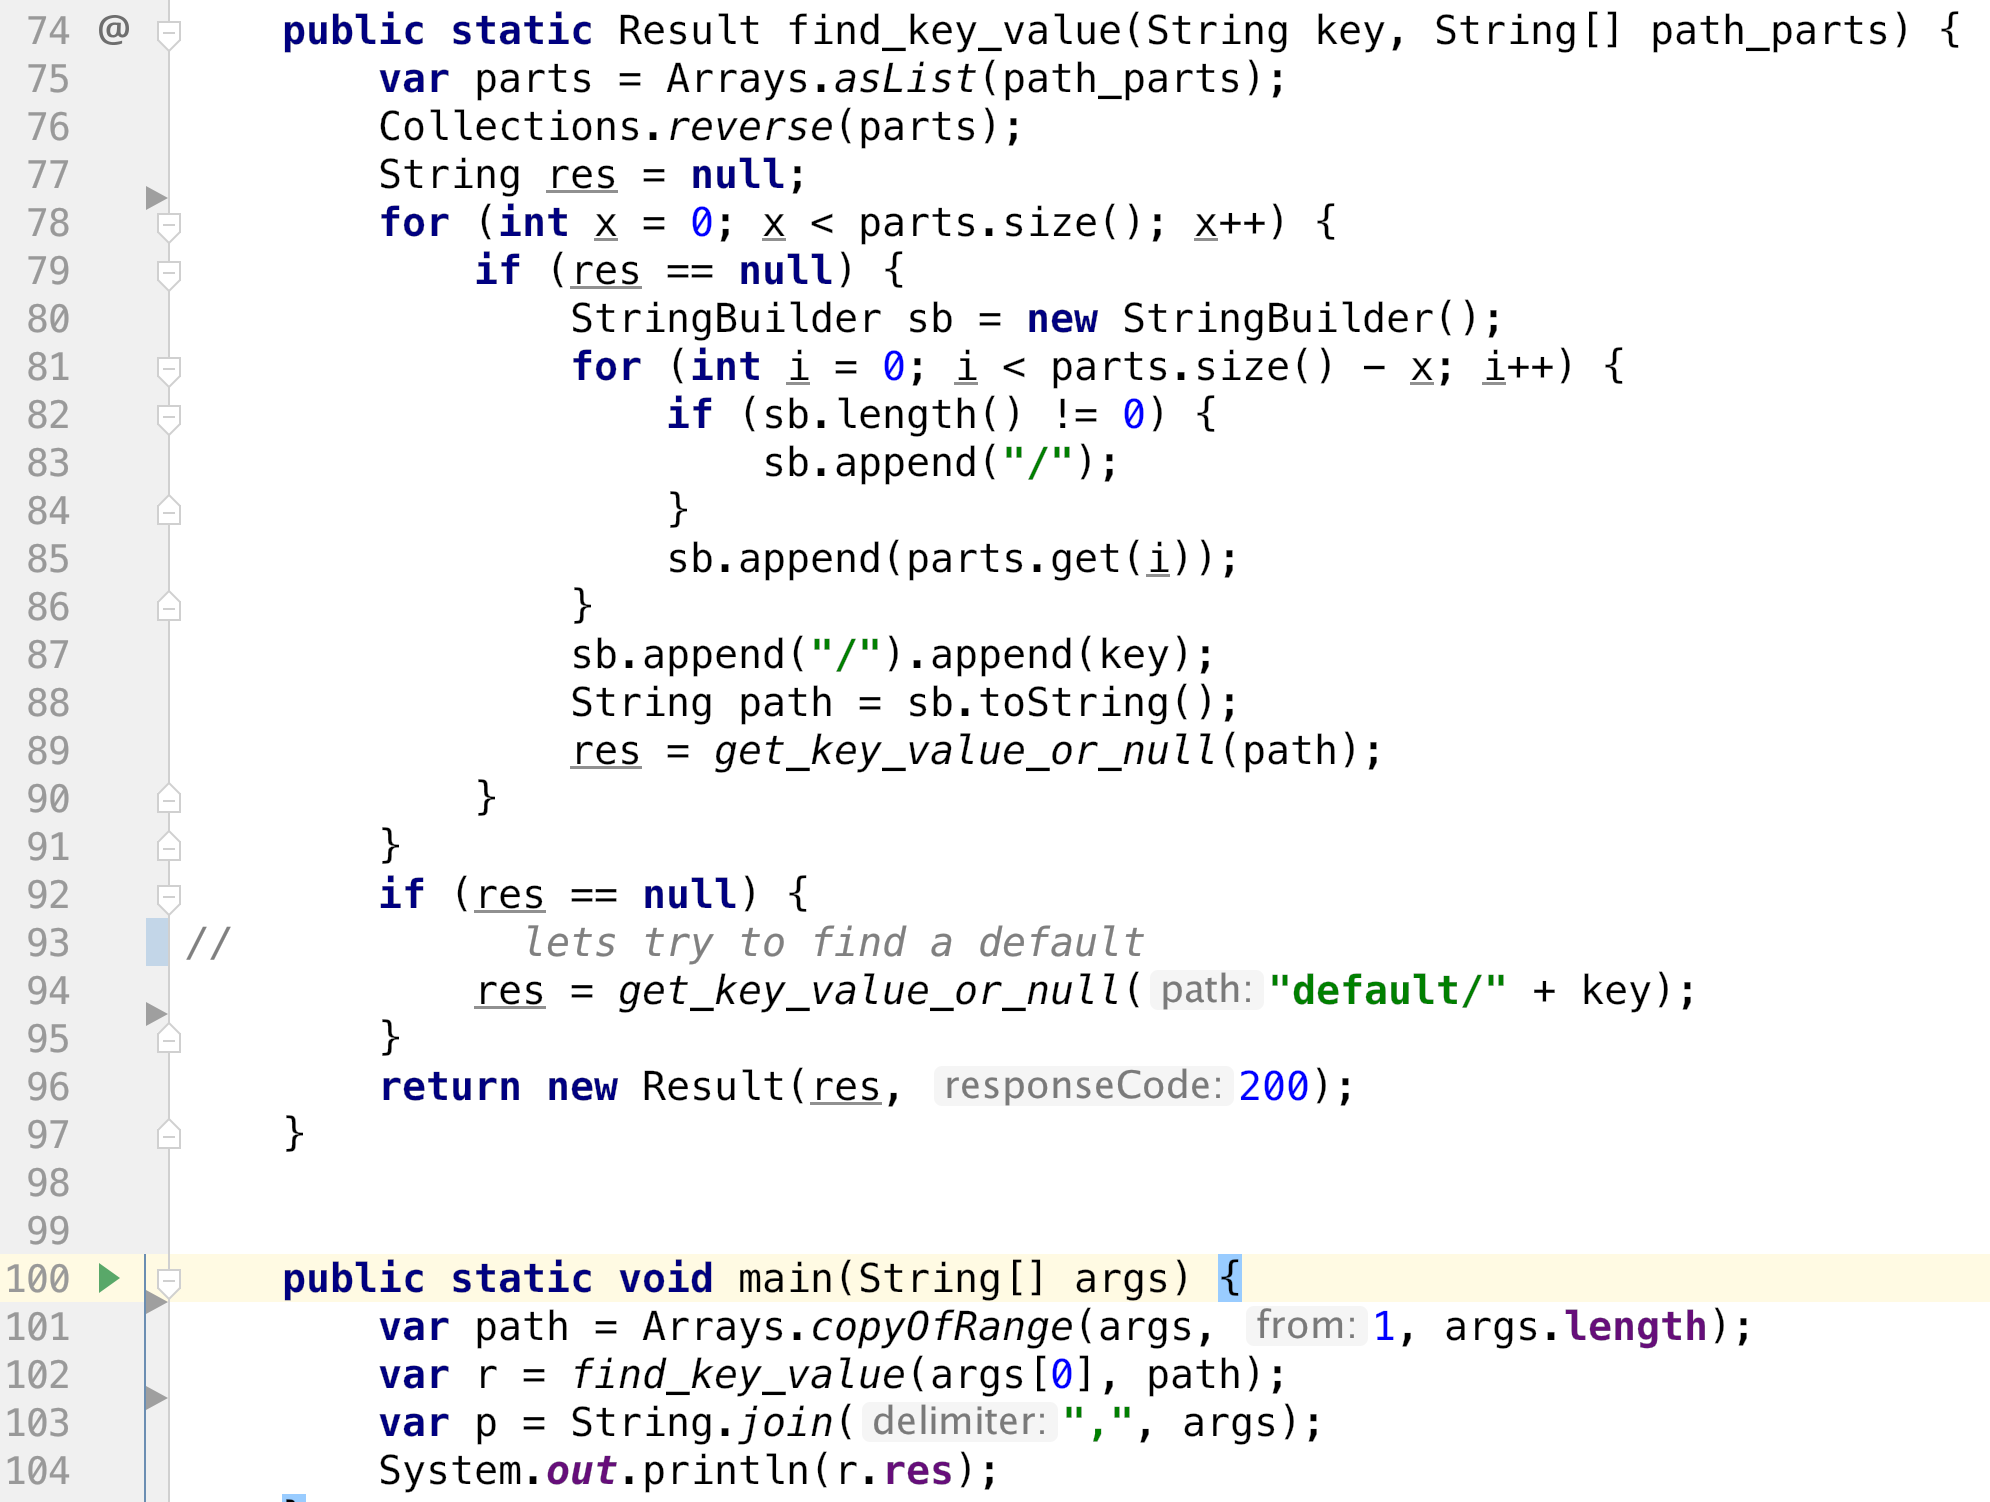 74 @ public static Result find_key_value(String key, String[] path_parts) {
75 var parts = Arrays.asList(path_parts);
76 Collections.reverse(parts);
77 String res = null;
78 for (int x = 0; x < parts.size(); x++) {
79 if (res == null) {
80 StringBuilder sb = new StringBuilder();
81 for (int i = 0; i < parts.size() - x; i++) {
82 if (sb.length() != 0) {
83 sb.append("/");
84 }
85 sb.append(parts.get(i));
86 }
87 sb.append("/").append(key);
88 String path = sb.toString();
89 res = get_key_value_or_null(path);
90 }
91 }
92 if (res == null) {
93 // lets try to find a default
94 res = get_key_value_or_null( path: "default/" + key);
95 }
96 return new Result(res, responseCode: 200);
97 }
98
99
100 public static void main(String[] args) {
101 var path = Arrays.copyOfRange(args, from: 1, args.length);
102 var r = find_key_value(args[0], path);
103 var p = String.join( delimiter: ",", args);
104 System.out.println(r.res);